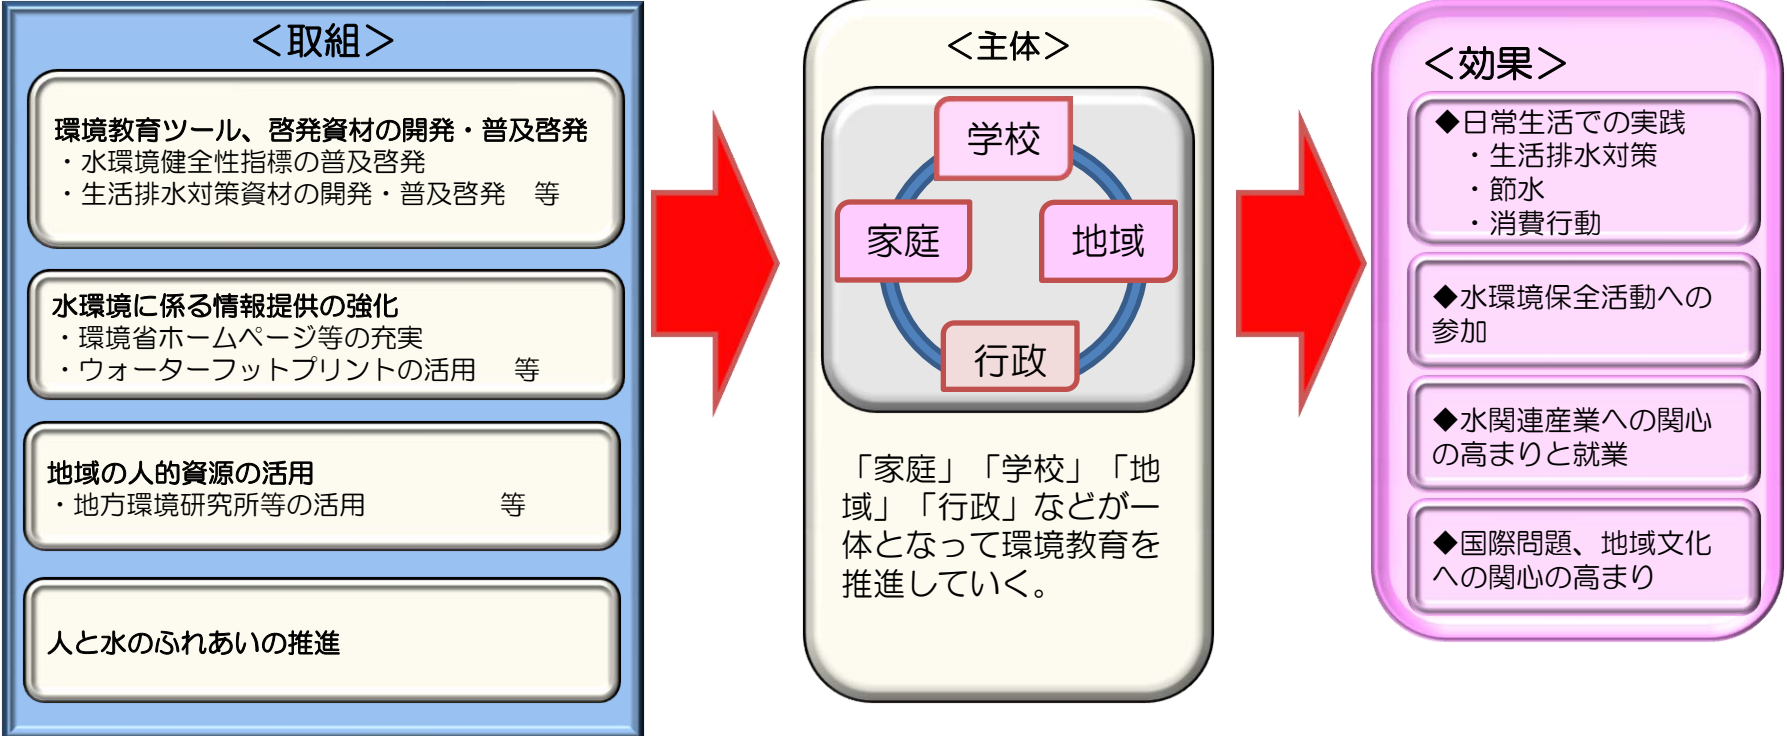 ＜取組＞
環境教育ツール、啓発資材の開発・普及啓発
・水環境健全性指標の普及啓発
・生活排水対策資材の開発・普及啓発　等
水環境に係る情報提供の強化
・環境省ホームページ等の充実
・ウォーターフットプリントの活用　等
地域の人的資源の活用
・地方環境研究所等の活用　等
人と水のふれあいの推進
＜主体＞
学校
家庭
地域
行政
「家庭」「学校」「地
域」「行政」などが一
体となって環境教育を
推進していく。
＜効果＞
◆日常生活での実践
・生活排水対策
・節水
・消費行動
◆水環境保全活動への
参加
◆水関連産業への関心
の高まりと就業
◆国際問題、地域文化
への関心の高まり